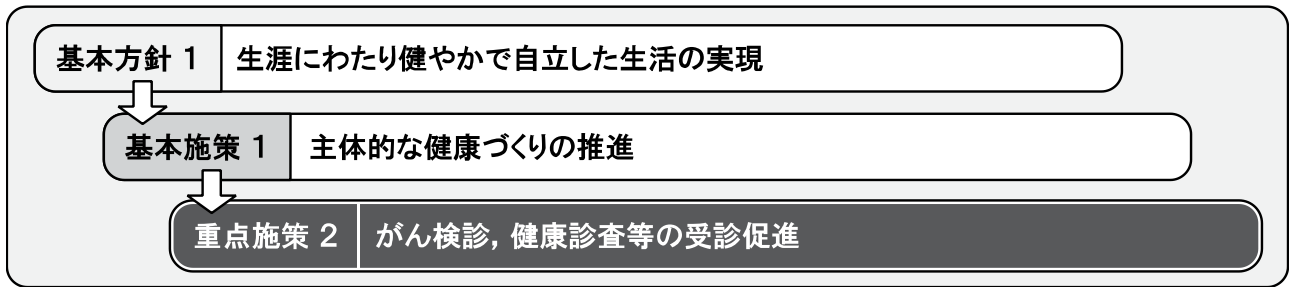 基本方針 1 生涯にわたり健やかで自立した生活の実現
基本施策 1 主体的な健康づくりの推進
重点施策 2 がん検診，健康診査等の受診促進